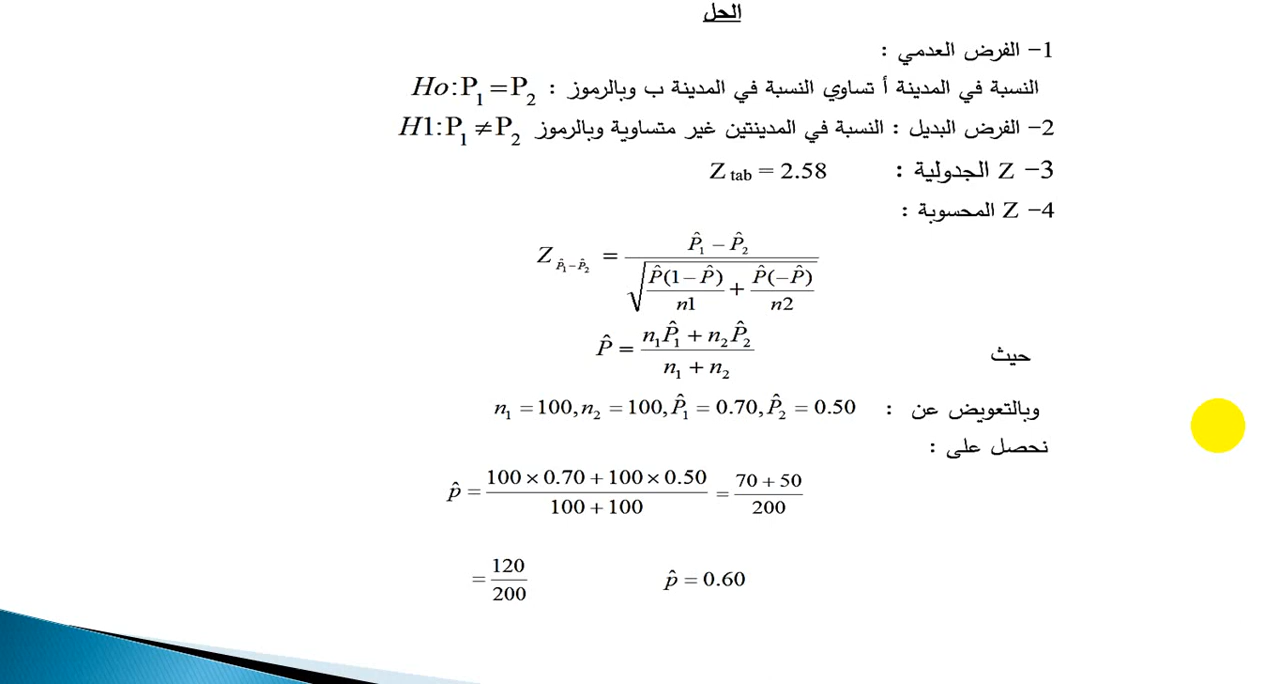 الحل
1- الفرض العدمي :
النسبة في المدينة أ تساوي النسبة في المدينة ب وبالرموز : Ho:P₁=P₂
2- الفرض البديل : النسبة في المدينتين غير متساوية وبالرموز H1:P₁≠P₂
3- Z الجدولية : Z tab = 2.58
4- Z المحسوبة :
Z P̂₁−P̂₂ = (P̂₁ − P̂₂) / √(P̂(1−P̂)/n1 + P̂(−P̂)/n2)
حيث P̂ = (n₁P̂₁ + n₂P̂₂) / (n₁ + n₂)
وبالتعويض عن : n₁ = 100, n₂ = 100, P̂₁ = 0.70, P̂₂ = 0.50
نحصل على :
p̂ = (100 × 0.70 + 100 × 0.50) / (100 + 100) = (70 + 50) / 200
= 120 / 200 p̂ = 0.60